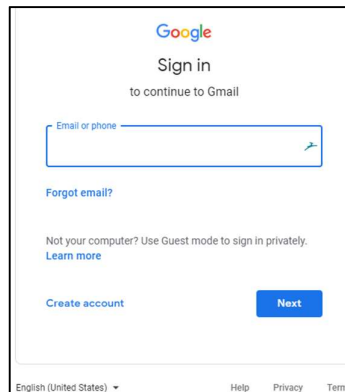 Google
Sign in
to continue to Gmail
Email or phone
Forgot email?
Not your computer? Use Guest mode to sign in privately.
Learn more
Create account
Next
English (United States)
Help
Privacy
Term